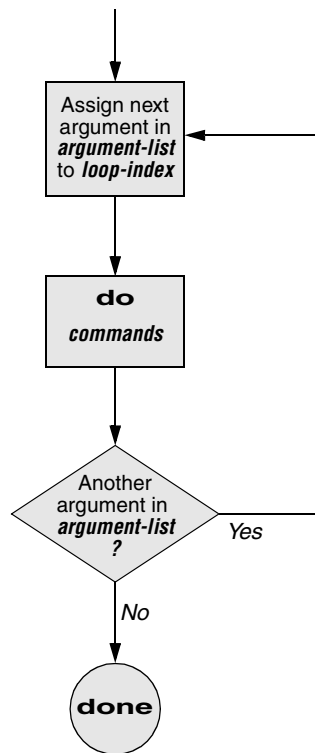 Assign next
argument in
argument-list
to loop-index
do
commands
Another
argument in
argument-list
?
Yes
No
done